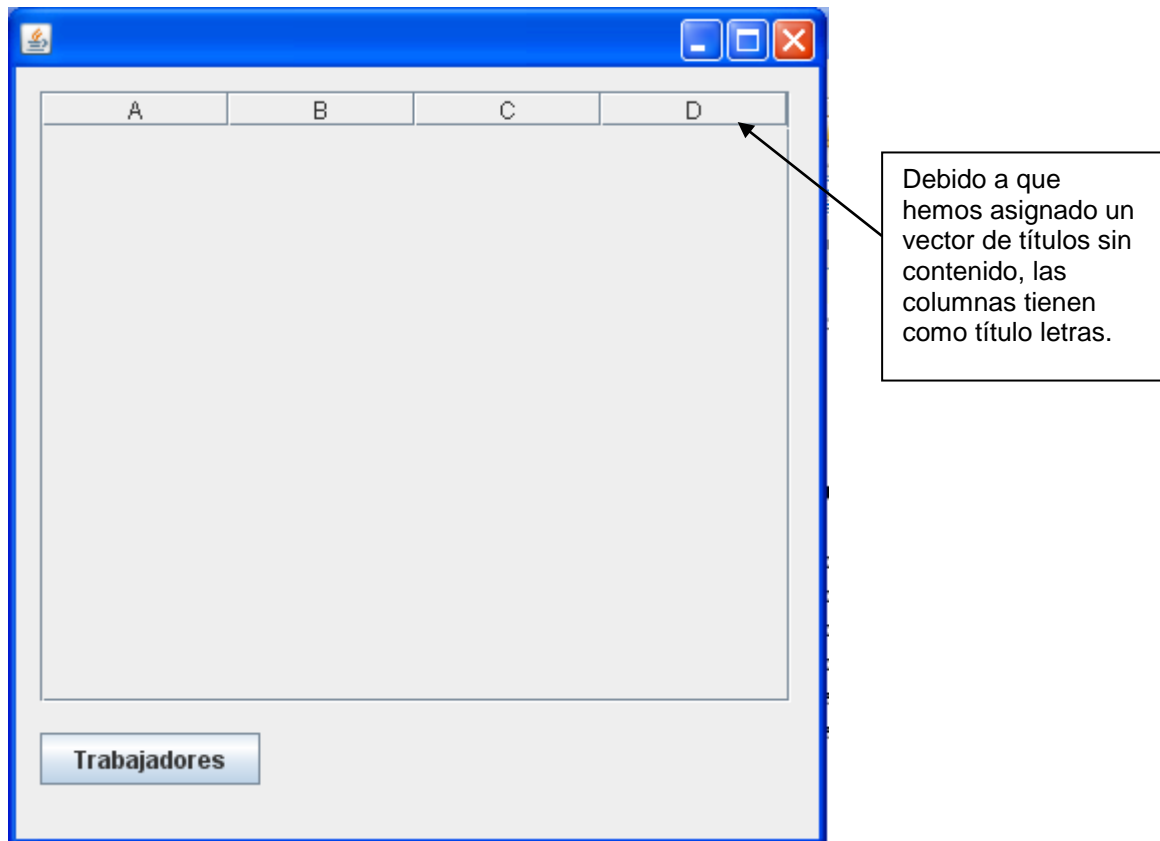 A B C D
Debido a que
hemos asignado un
vector de títulos sin
contenido, las
columnas tienen
como título letras.
Trabajadores